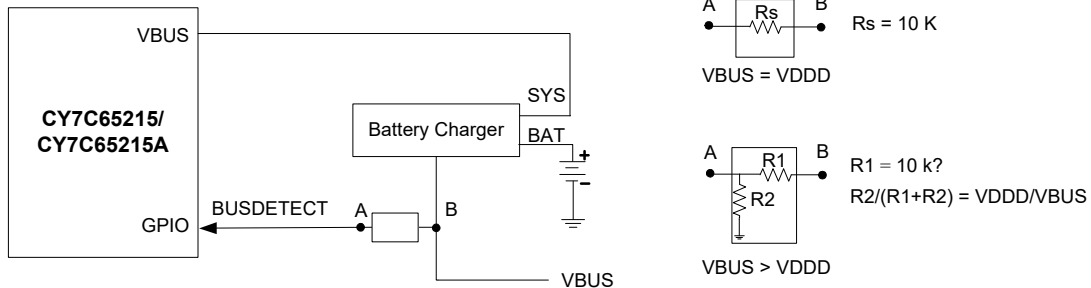 VBUS
CY7C65215/
CY7C65215A
GPIO
BUSDETECT
A
B
Battery Charger
SYS
BAT
+
-
VBUS
A
B
Rs
Rs = 10 K
VBUS = VDDD
A
B
R1
R2
R1 = 10 k?
R2/(R1+R2) = VDDD/VBUS
VBUS > VDDD